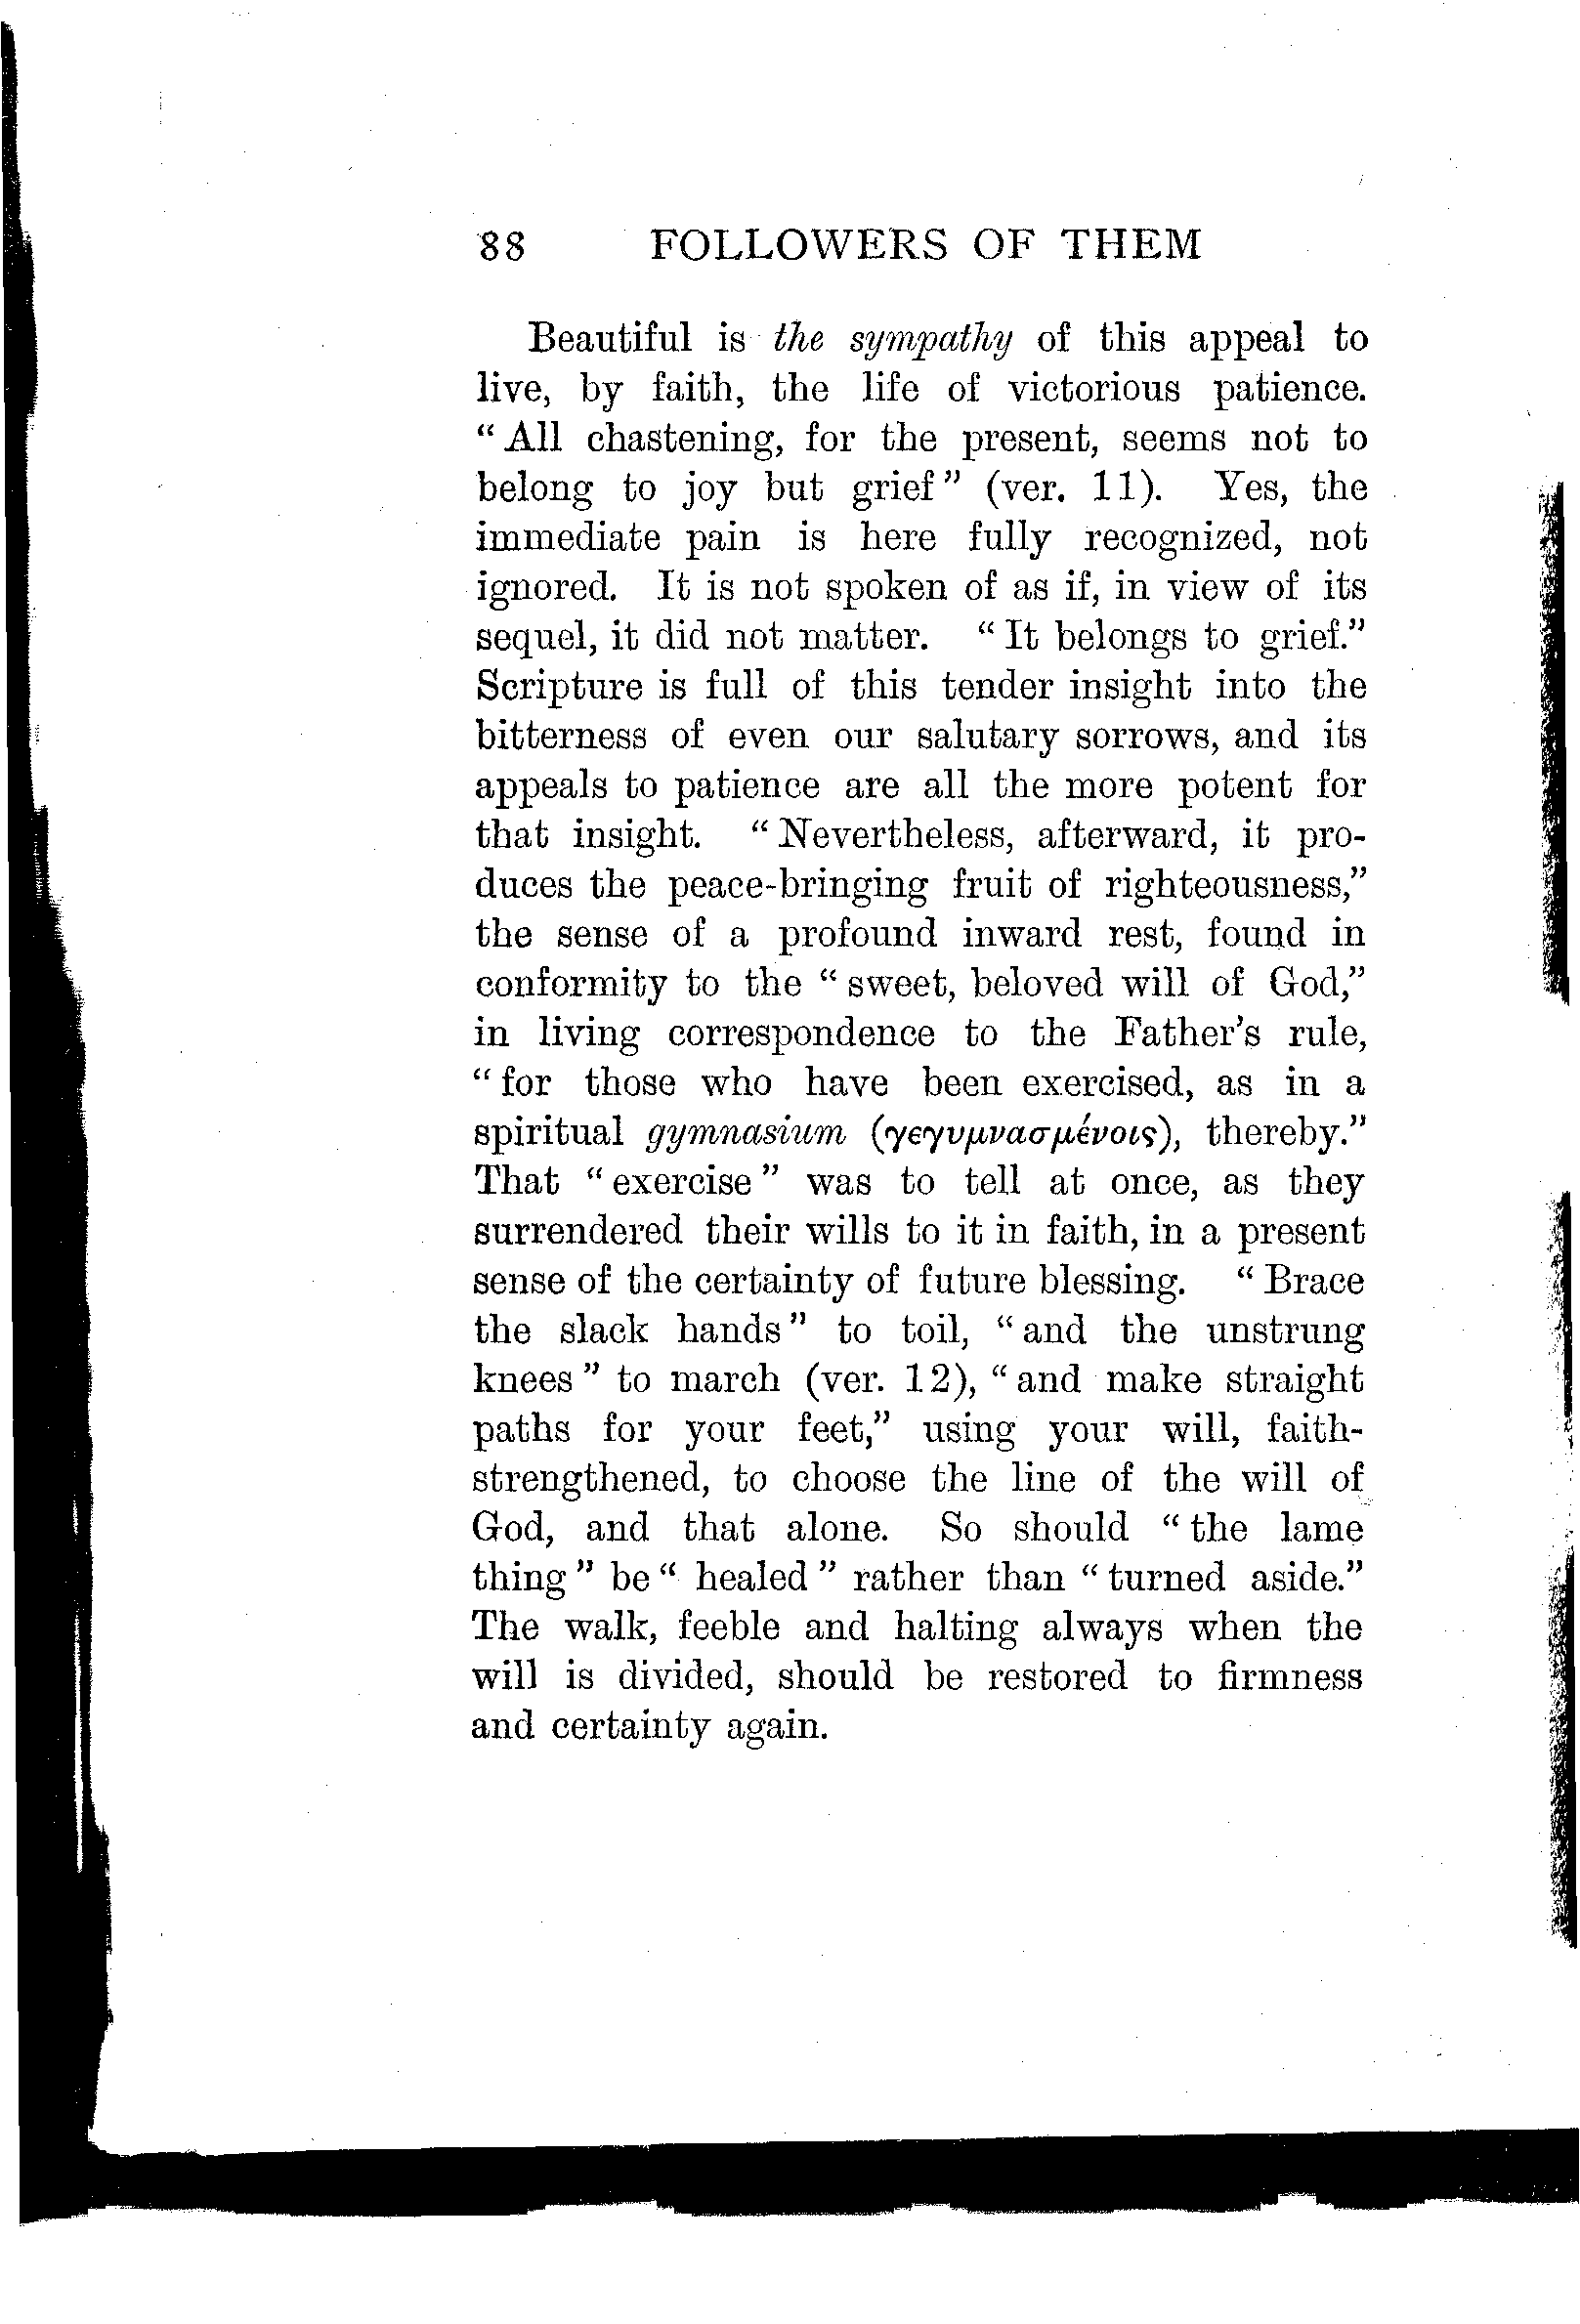 88 FOLLOWERS OF THEM
Beautiful is the sympathy of this appeal to
live, by faith, the life of victorious patience.
“All chastening, for the present, seems not to
belong to joy but grief” (ver. 11). Yes, the
immediate pain is here fully recognized, not
ignored. It is not spoken of as if, in view of its
sequel, it did not matter. “It belongs to grief.”
Scripture is full of this tender insight into the
bitterness of even our salutary sorrows, and its
appeals to patience are all the more potent for
that insight. “Nevertheless, afterward, it pro-
duces the peace-bringing fruit of righteousness,”
the sense of a profound inward rest, found in
conformity to the “sweet, beloved will of God,”
in living correspondence to the Father’s rule,
“for those who have been exercised, as in a
spiritual gymnasium (γεγυμνασμένοις), thereby.”
That “exercise” was to tell at once, as they
surrendered their wills to it in faith, in a present
sense of the certainty of future blessing. “Brace
the slack hands” to toil, “and the unstrung
knees” to march (ver. 12), “and make straight
paths for your feet,” using your will, faith-
strengthened, to choose the line of the will of
God, and that alone. So should “the lame
thing” be “healed” rather than “turned aside.”
The walk, feeble and halting always when the
will is divided, should be restored to firmness
and certainty again.